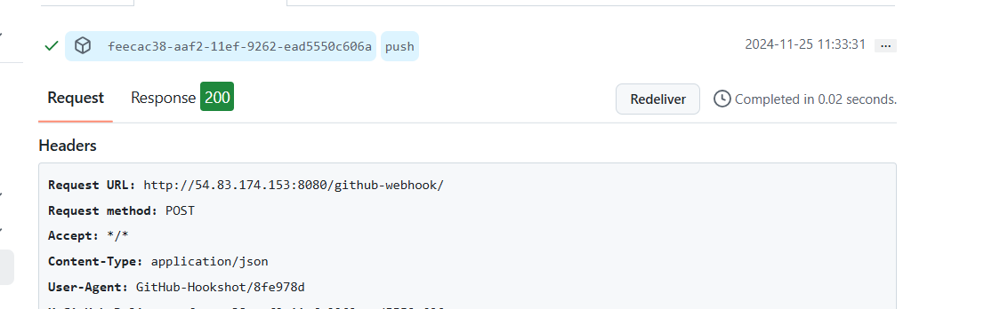 feecac38-aaf2-11ef-9262-ead5550c606a push 2024-11-25 11:33:31 ...
Request Response 200 Redeliver Completed in 0.02 seconds.
Headers
Request URL: http://54.83.174.153:8080/github-webhook/
Request method: POST
Accept: */*
Content-Type: application/json
User-Agent: GitHub-Hookshot/8fe978d